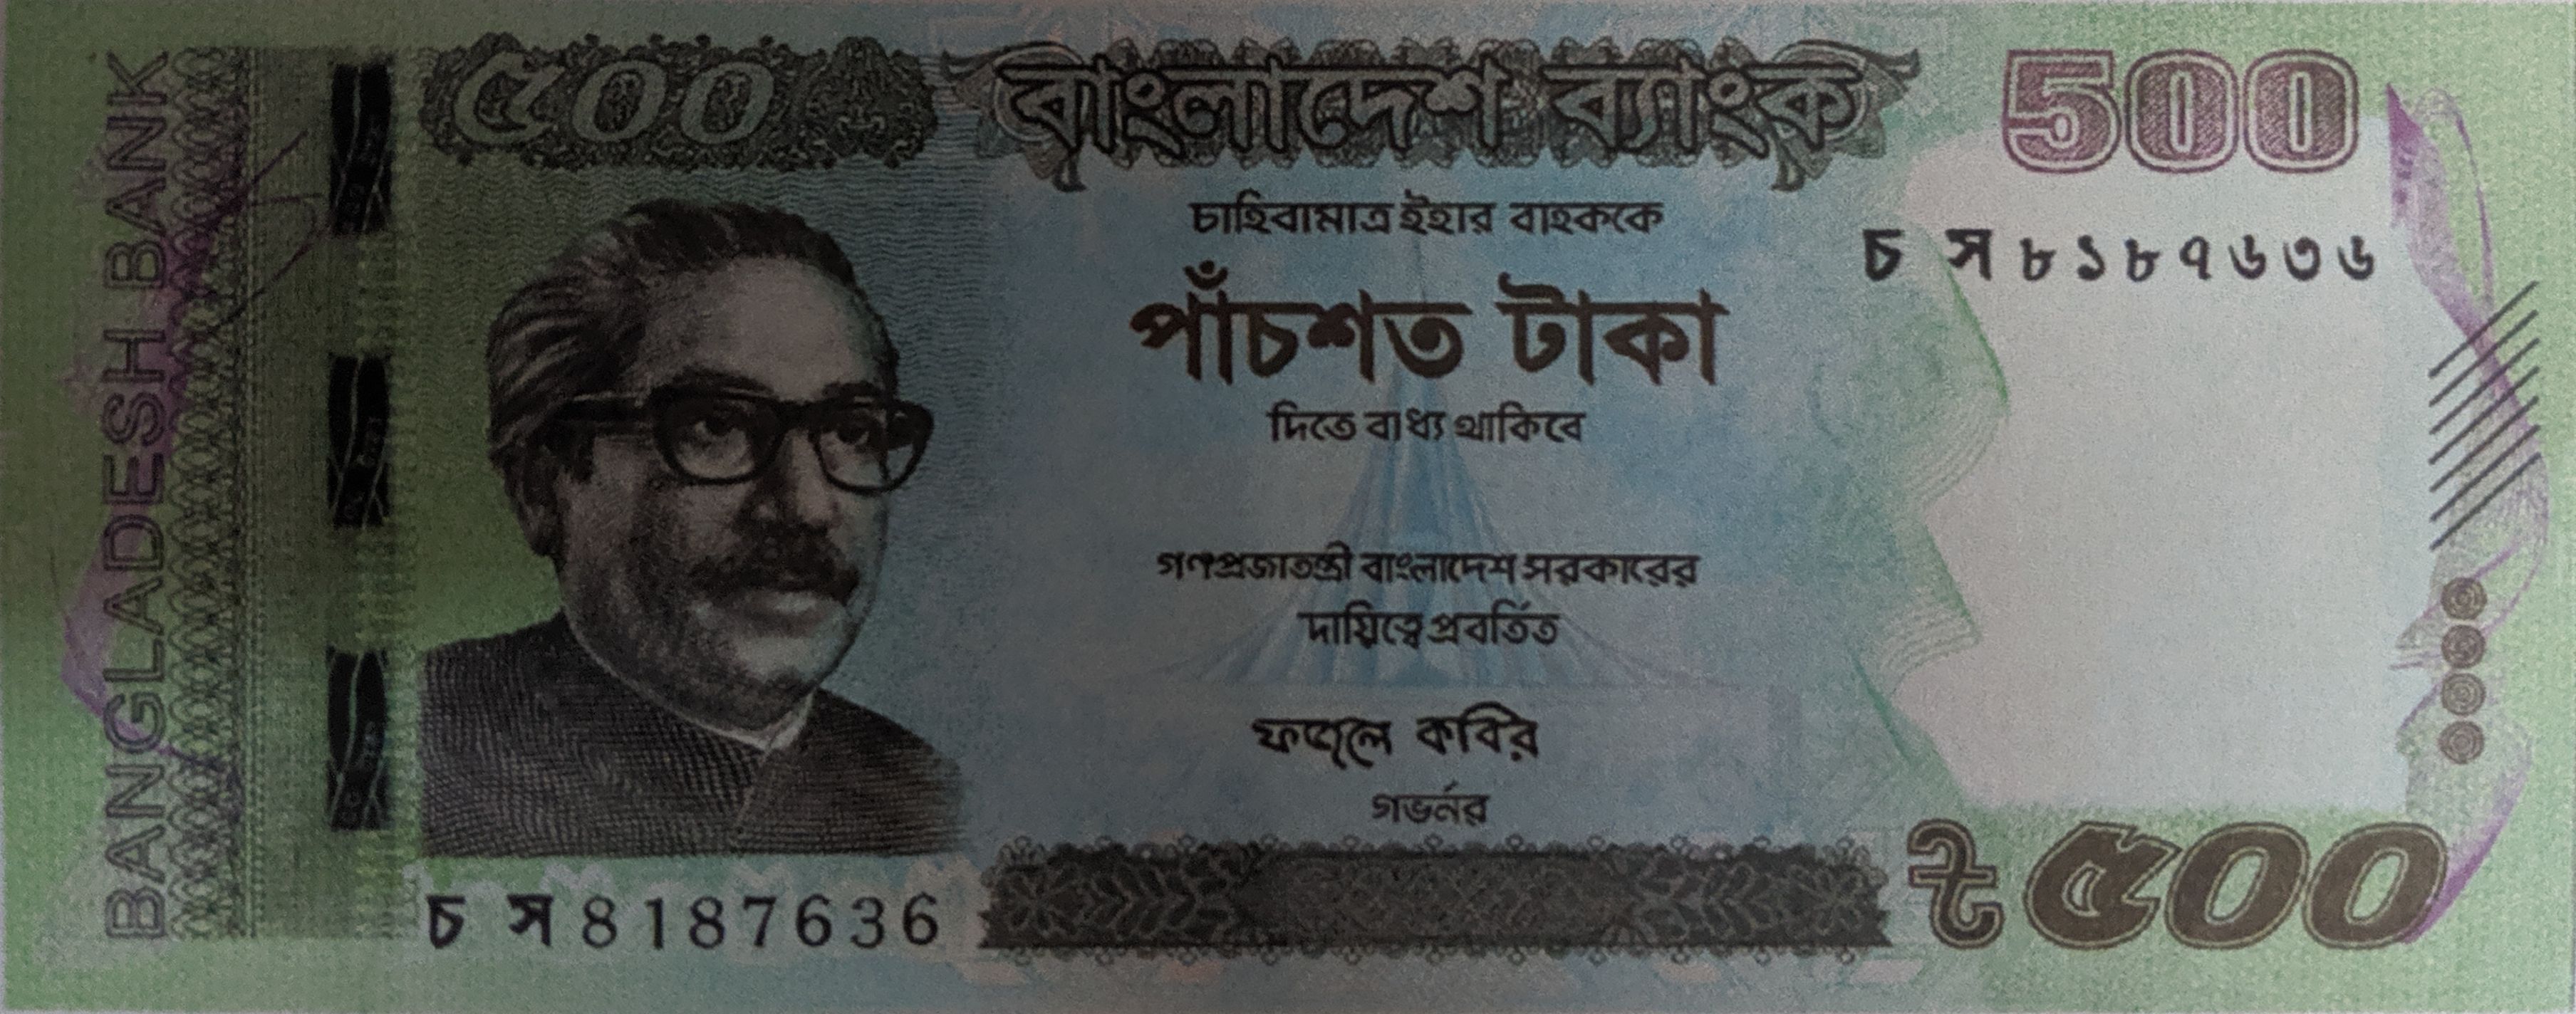 BANGLADESH BANK
৫০০
বাংলাদেশ ব্যাংক
500
চাহিবামাত্র ইহার বাহককে
চ স ৮১৮৭৬৩৬
পাঁচশত টাকা
দিতে বাধ্য থাকিবে
গণপ্রজাতন্ত্রী বাংলাদেশ সরকারের
দায়িত্বে প্রবর্তিত
ফজলে কবির
গভর্নর
৳ ৫০০
চ স 8187636